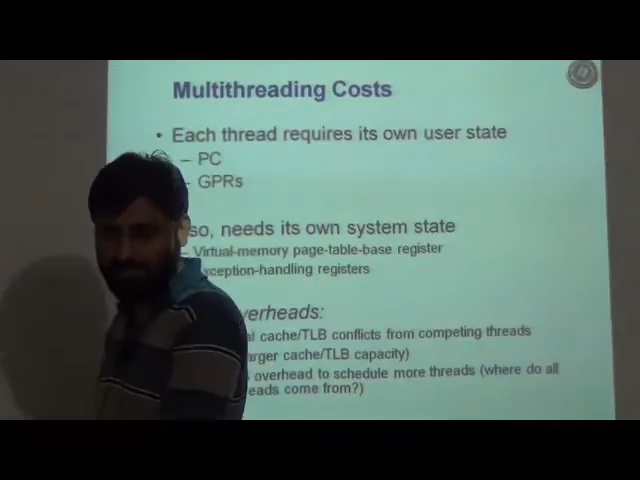 Multithreading Costs
• Each thread requires its own user state
– PC
– GPRs
so, needs its own system state
– Virtual-memory page-table-base register
xception-handling registers
verheads:
al cache/TLB conflicts from competing threads
arger cache/TLB capacity)
overhead to schedule more threads (where do all
eads come from?)